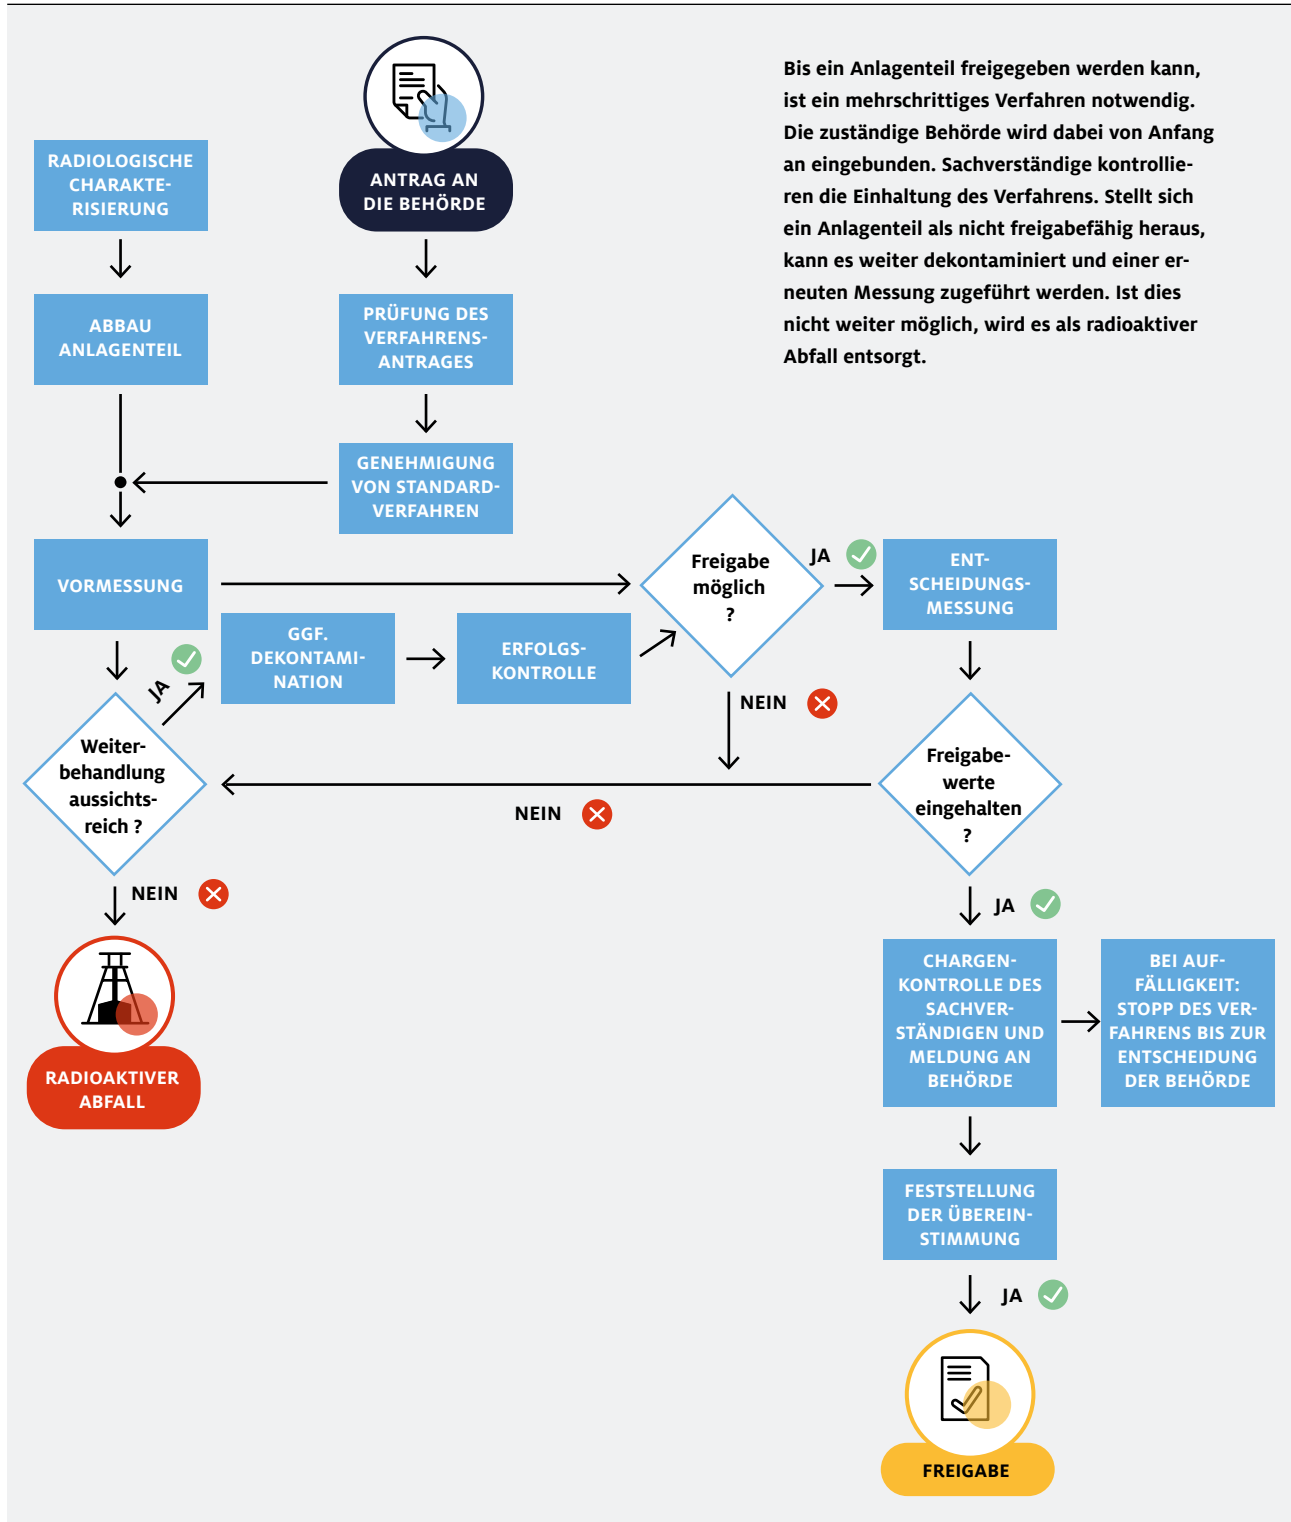 Bis ein Anlagenteil freigegeben werden kann,
ist ein mehrschrittiges Verfahren notwendig.
Die zuständige Behörde wird dabei von Anfang
an eingebunden. Sachverständige kontrollie-
ren die Einhaltung des Verfahrens. Stellt sich
ein Anlagenteil als nicht freigabefähig heraus,
kann es weiter dekontaminiert und einer er-
neuten Messung zugeführt werden. Ist dies
nicht weiter möglich, wird es als radioaktiver
Abfall entsorgt.
RADIOLOGISCHE
CHARAKTE-
RISIERUNG
ANTRAG AN
DIE BEHÖRDE
ABBAU
ANLAGENTEIL
PRÜFUNG DES
VERFAHRENS-
ANTRAGES
GENEHMIGUNG
VON STANDARD-
VERFAHREN
VORMESSUNG
Freigabe
möglich
?
JA
ENT-
SCHEIDUNGS-
MESSUNG
GGF.
DEKONTAMI-
NATION
ERFOLGS-
KONTROLLE
JA
NEIN
Weiter-
behandlung
aussichts-
reich ?
Freigabe-
werte
eingehalten
?
NEIN
NEIN
JA
RADIOAKTIVER
ABFALL
CHARGEN-
KONTROLLE DES
SACHVER-
STÄNDIGEN UND
MELDUNG AN
BEHÖRDE
BEI AUF-
FÄLLIGKEIT:
STOPP DES VER-
FAHRENS BIS ZUR
ENTSCHEIDUNG
DER BEHÖRDE
FESTSTELLUNG
DER ÜBEREIN-
STIMMUNG
JA
FREIGABE